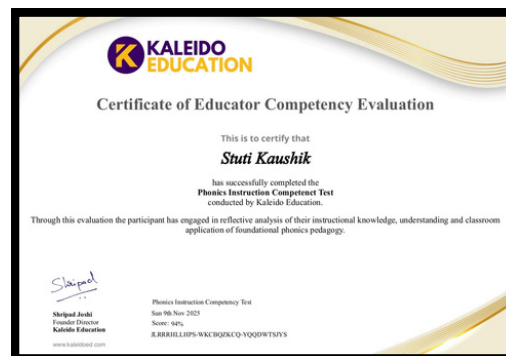 KALEIDO
EDUCATION
Certificate of Educator Competency Evaluation
This is to certify that
Stuti Kaushik
has successfully completed the
Phonics Instruction Competenct Test
conducted by Kaleido Education.
Through this evaluation the participant has engaged in reflective analysis of their instructional knowledge, understanding and classroom
application of foundational phonics pedagogy.
Shripad
Shripad Joshi
Founder Director
Kaleido Education
www.kaleidoed.com
Phonics Instruction Competency Test
Sun 9th Nov 2025
Score: 94%